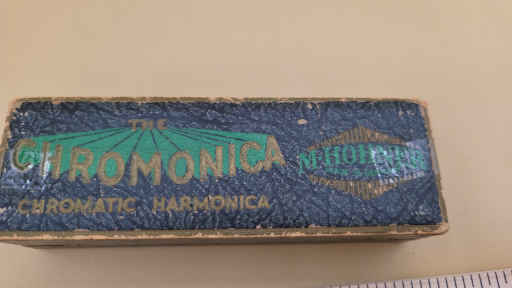 THE
CHROMONICA
CHROMATIC HARMONICA
M. HOHNER